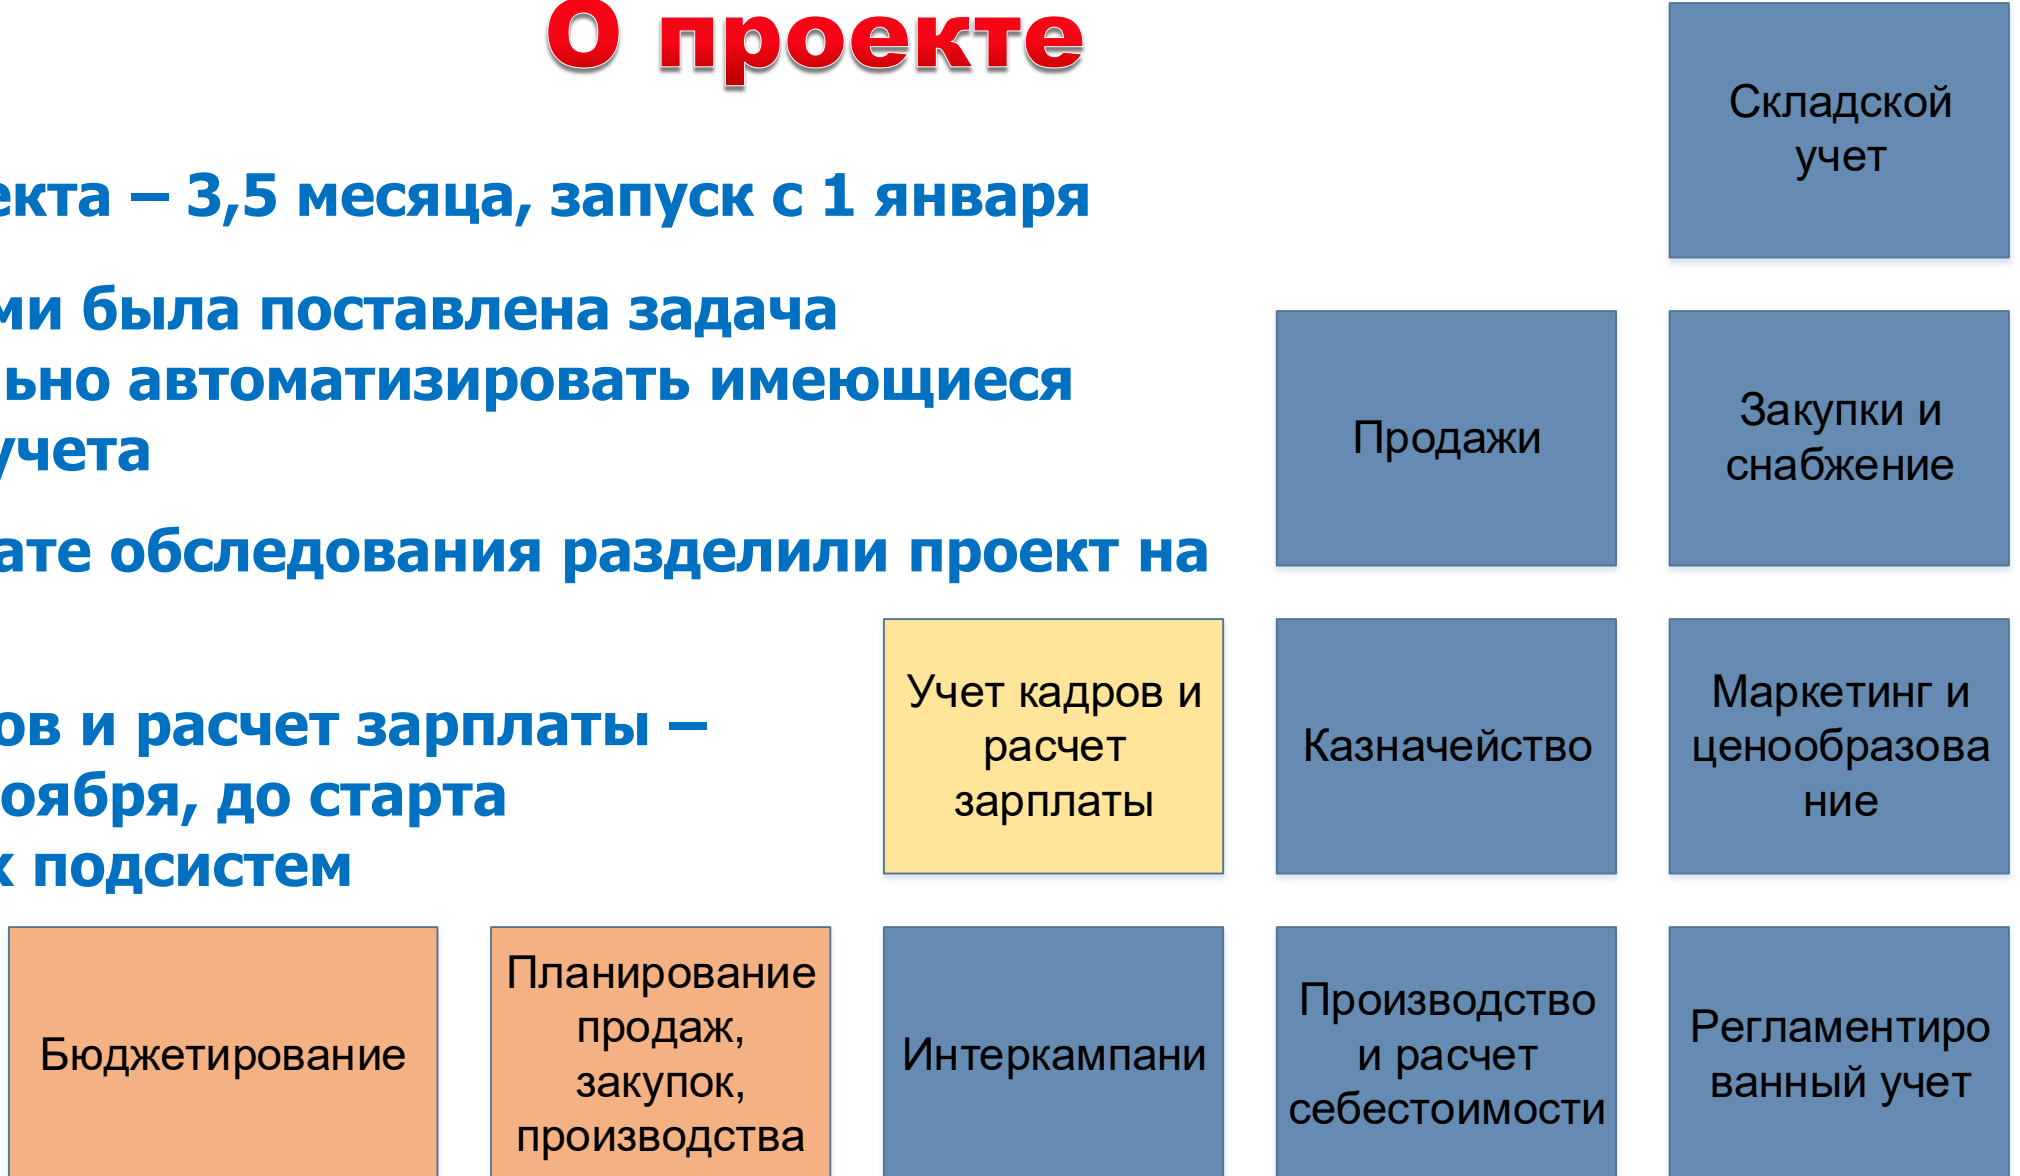 О проекте
екта – 3,5 месяца, запуск с 1 января
ми была поставлена задача
льно автоматизировать имеющиеся
учета
ате обследования разделили проект на
ов и расчет зарплаты –
оября, до старта
х подсистем
Складской
учет
Продажи
Закупки и
снабжение
Учет кадров и
расчет
зарплаты
Казначейство
Маркетинг и
ценообразова
ние
Бюджетирование
Планирование
продаж,
закупок,
производства
Интеркампани
Производство
и расчет
себестоимости
Регламентиро
ванный учет